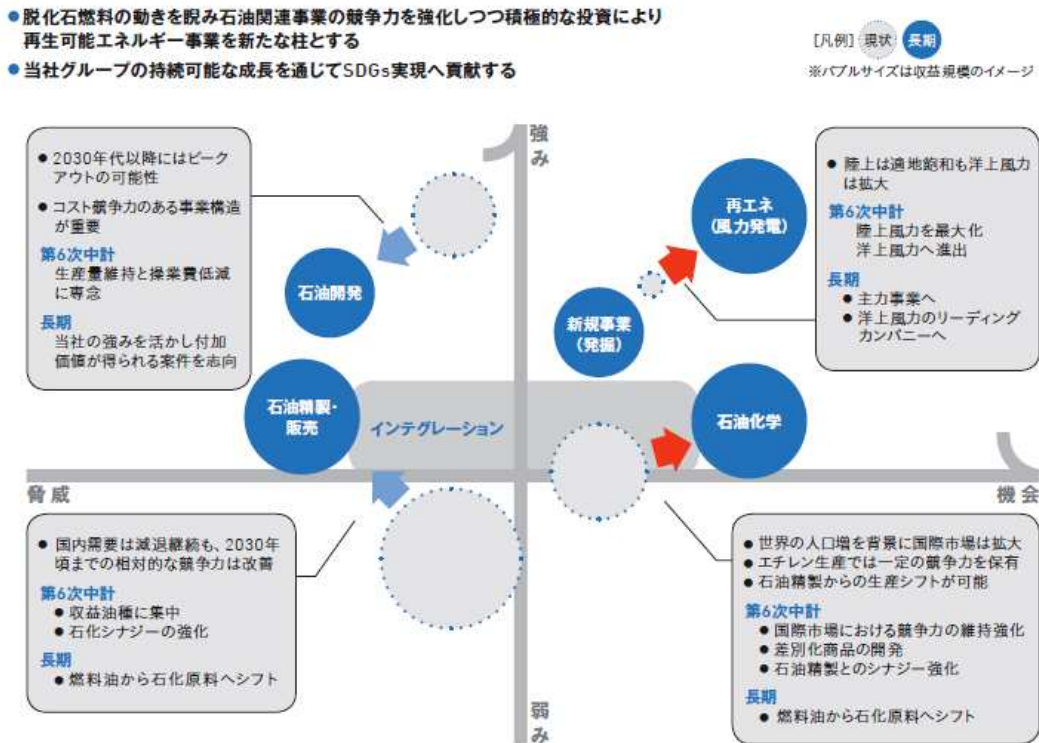 ● 脱化石燃料の動きを睨み石油関連事業の競争力を強化しつつ積極的な投資により
再生可能エネルギー事業を新たな柱とする
● 当社グループの持続可能な成長を通じてSDGs実現へ貢献する
[凡例] 現状 長期
※バブルサイズは収益規模のイメージ
強み
● 2030年代以降にはピーク
アウトの可能性
● コスト競争力のある事業構造
が重要
第6次中計
生産量維持と操業費低減
に専念
長期
当社の強みを活かし付加
価値が得られる案件を志向
石油開発
再エネ
(風力発電)
新規事業
(発掘)
● 陸上は適地飽和も洋上風力
は拡大
第6次中計
陸上風力を最大化
洋上風力へ進出
長期
● 主力事業へ
● 洋上風力のリーディング
カンパニーへ
石油精製・
販売
インテグレーション
石油化学
脅威
機会
● 国内需要は減退継続も、2030年
頃までの相対的な競争力は改善
第6次中計
● 収益油種に集中
● 石化シナジーの強化
長期
● 燃料油から石化原料へシフト
● 世界の人口増を背景に国際市場は拡大
● エチレン生産では一定の競争力を保有
● 石油精製からの生産シフトが可能
第6次中計
● 国際市場における競争力の維持強化
● 差別化商品の開発
● 石油精製とのシナジー強化
長期
● 燃料油から石化原料へシフト
弱み